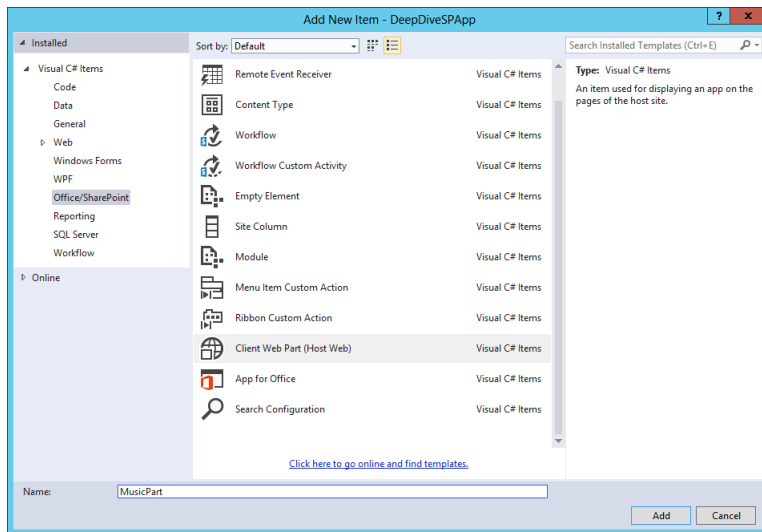 Add New Item - DeepDiveSPApp
? x
Installed
Sort by: Default
Search Installed Templates (Ctrl+E)
Visual C# Items
Code
Data
General
Web
Windows Forms
WPF
Office/SharePoint
Reporting
SQL Server
Workflow
Online
Remote Event Receiver Visual C# Items
Content Type Visual C# Items
Workflow Visual C# Items
Workflow Custom Activity Visual C# Items
Empty Element Visual C# Items
Site Column Visual C# Items
Module Visual C# Items
Menu Item Custom Action Visual C# Items
Ribbon Custom Action Visual C# Items
Client Web Part (Host Web) Visual C# Items
App for Office Visual C# Items
Search Configuration Visual C# Items
Click here to go online and find templates.
Type: Visual C# Items
An item used for displaying an app on the
pages of the host site.
Name: MusicPart
Add Cancel